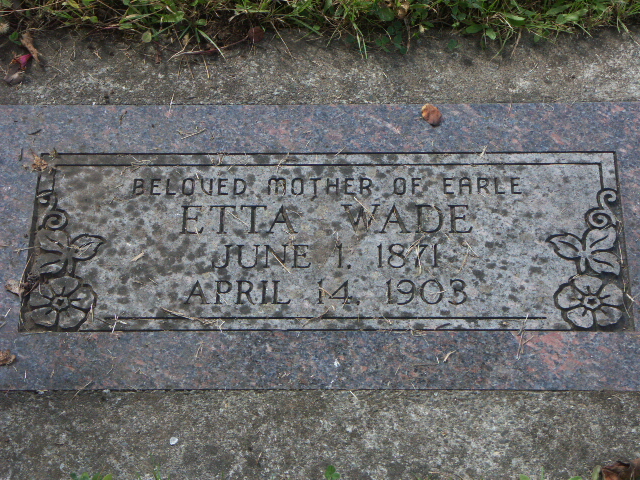 BELOVED MOTHER OF EARLE
ETTA WADE
JUNE 1, 1871
APRIL 14, 1903